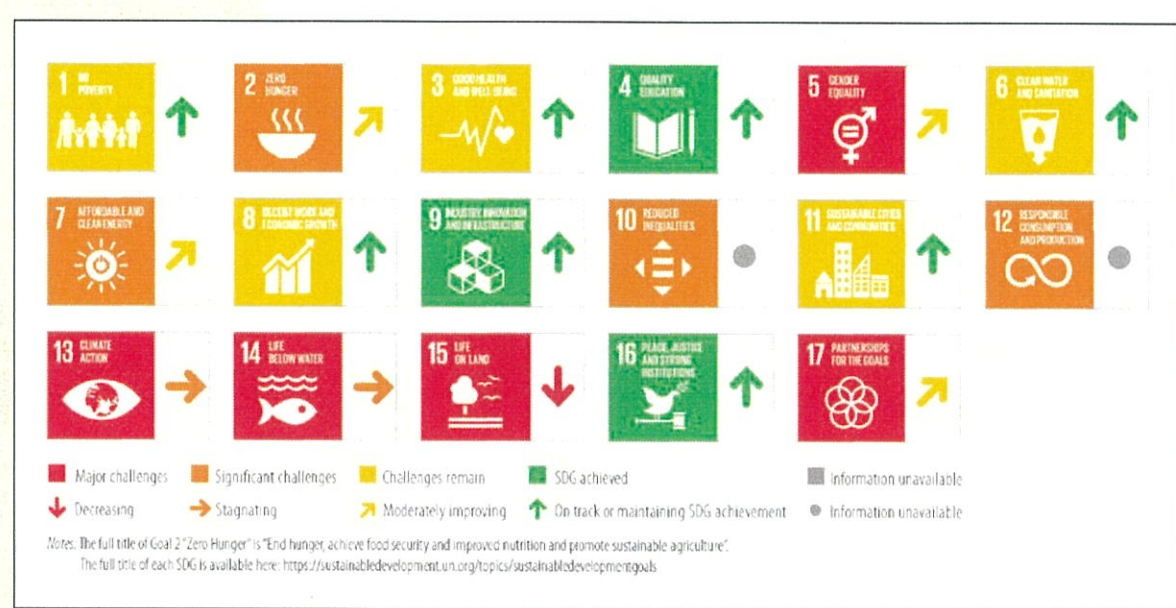 1 NO
POVERTY
2 ZERO
HUNGER
3 GOOD HEALTH
AND WELL-BEING
4 QUALITY
EDUCATION
5 GENDER
EQUALITY
6 CLEAN WATER
AND SANITATION
7 AFFORDABLE AND
CLEAN ENERGY
8 DECENT WORK AND
ECONOMIC GROWTH
9 INDUSTRY, INNOVATION
AND INFRASTRUCTURE
10 REDUCED
INEQUALITIES
11 SUSTAINABLE CITIES
AND COMMUNITIES
12 RESPONSIBLE
CONSUMPTION
AND PRODUCTION
13 CLIMATE
ACTION
14 LIFE
BELOW WATER
15 LIFE
ON LAND
16 PEACE, JUSTICE
AND STRONG
INSTITUTIONS
17 PARTNERSHIPS
FOR THE GOALS
Major challenges Significant challenges Challenges remain SDG achieved Information unavailable
Decreasing Stagnating Moderately improving On track or maintaining SDG achievement Information unavailable
Notes. The full title of Goal 2 "Zero Hunger" is "End hunger, achieve food security and improved nutrition and promote sustainable agriculture".
The full title of each SDG is available here: https://sustainabledevelopment.un.org/topics/sustainabledevelopmentgoals